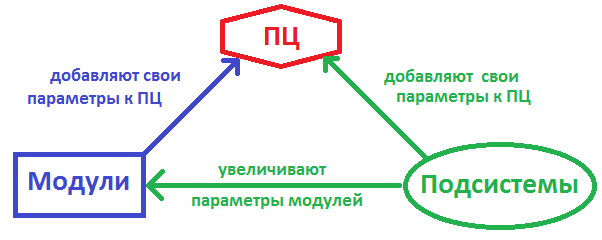 ПЦ
добавляют свои
параметры к ПЦ
добавляют свои
параметры к ПЦ
Модули
увеличивают
параметры модулей
Подсистемы